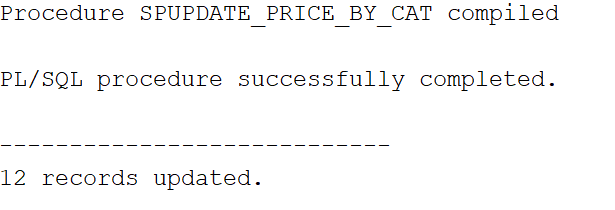 Procedure SPUPDATE_PRICE_BY_CAT compiled
PL/SQL procedure successfully completed.
----------------------------
12 records updated.